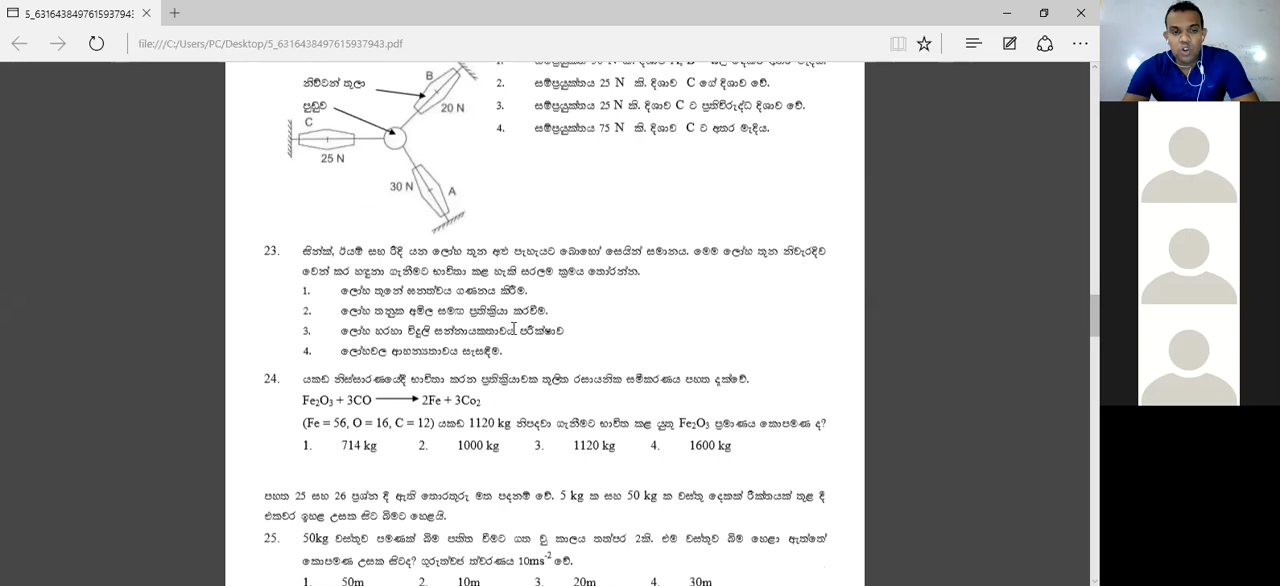 5_6316438497615937943
file:///C:/Users/PC/Desktop/5_6316438497615937943.pdf
නිව්ටන් තුලා
පුඩුව
B
20 N
C
25 N
30 N
A
1.
2. සම්ප්‍රයුක්තය 25 N කි. දිශාව C ගේ දිශාව වේ.
3. සම්ප්‍රයුක්තය 25 N කි. දිශාව C ට ප්‍රතිවිරුද්ධ දිශාව වේ.
4. සම්ප්‍රයුක්තය 75 N කි. දිශාව C ට අතර මැදිය.
23. සින්ක්, ඊයම් සහ රිදී යන ලෝහ තුන අළු පැහැයට බොහෝ සෙයින් සමානය. මෙම ලෝහ තුන නිවැරදිව
වෙන් කර හඳුනා ගැනීමට භාවිතා කළ හැකි සරලම ක්‍රමය තෝරන්න.
1. ලෝහ තුනේ ඝනත්වය ගණනය කිරීම.
2. ලෝහ තනුක අම්ල සමඟ ප්‍රතික්‍රියා කරවීම.
3. ලෝහ හරහා විදුලි සන්නායකතාවය පරීක්ෂාව
4. ලෝහවල ආහන්‍යතාවය සැසඳීම.
24. යකඩ නිස්සාරණයේදී භාවිතා කරන ප්‍රතික්‍රියාවක තුලිත රසායනික සමීකරණය පහත දැක්වේ.
Fe₂O₃ + 3CO ⟶ 2Fe + 3Co₂
(Fe = 56, O = 16, C = 12) යකඩ 1120 kg නිපදවා ගැනීමට භාවිත කළ යුතු Fe₂O₃ ප්‍රමාණය කොපමණ ද?
1. 714 kg 2. 1000 kg 3. 1120 kg 4. 1600 kg
පහත 25 සහ 26 ප්‍රශ්න දී ඇති තොරතුරු මත පදනම් වේ. 5 kg ක සහ 50 kg ක වස්තු දෙකක් රික්තයක් තුළ දී
එකවර ඉහළ උසක සිට බිමට හෙළයි.
25. 50kg වස්තුව පමණක් බිම පතිත වීමට ගත වූ කාලය තත්පර 2කි. එම වස්තුව බිම හෙළා ඇත්තේ
කොපමණ උසක සිටද? ගුරුත්වජ ත්වරණය 10ms⁻² වේ.
1. 50m 2. 10m 3. 20m 4. 30m